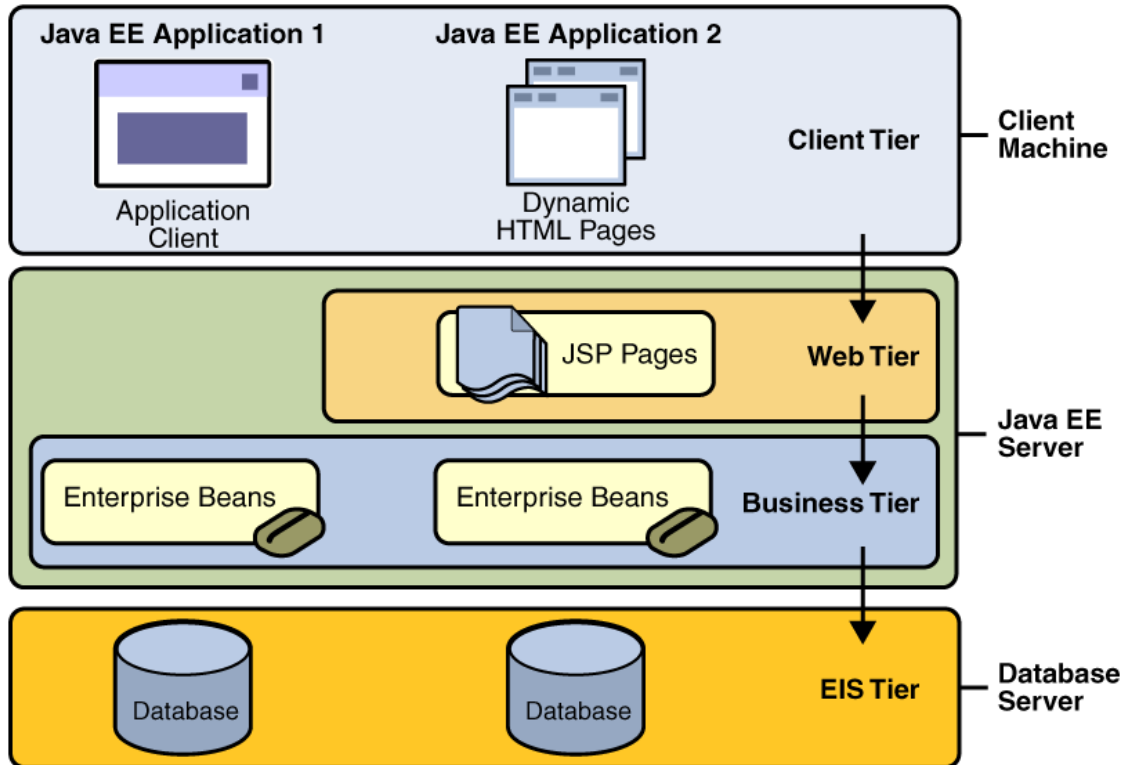 Java EE Application 1
Java EE Application 2
Application
Client
Dynamic
HTML Pages
Client Tier
Client
Machine
JSP Pages
Web Tier
Java EE
Server
Enterprise Beans
Enterprise Beans
Business Tier
Database
Database
EIS Tier
Database
Server